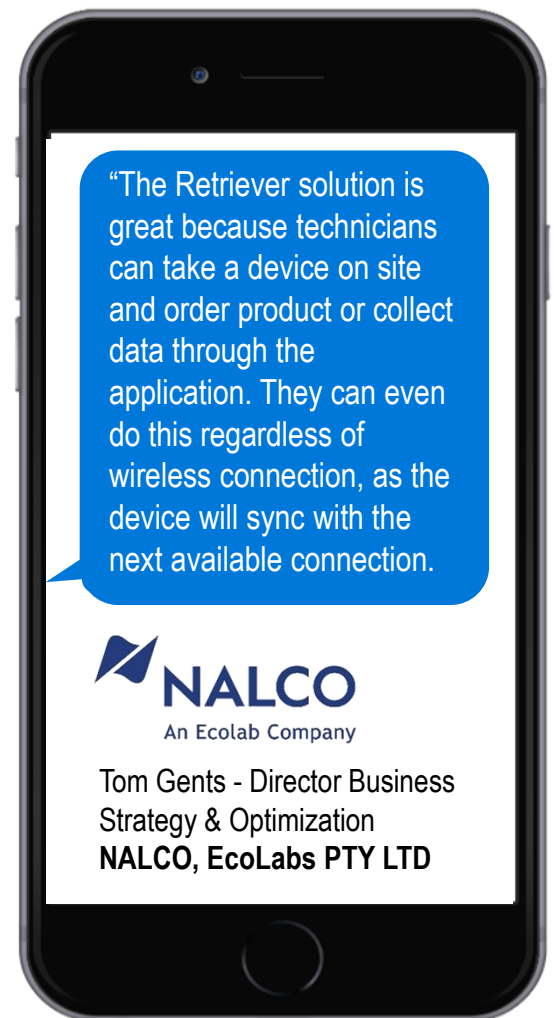 “The Retriever solution is
great because technicians
can take a device on site
and order product or collect
data through the
application. They can even
do this regardless of
wireless connection, as the
device will sync with the
next available connection.
NALCO
An Ecolab Company
Tom Gents - Director Business
Strategy & Optimization
NALCO, EcoLabs PTY LTD